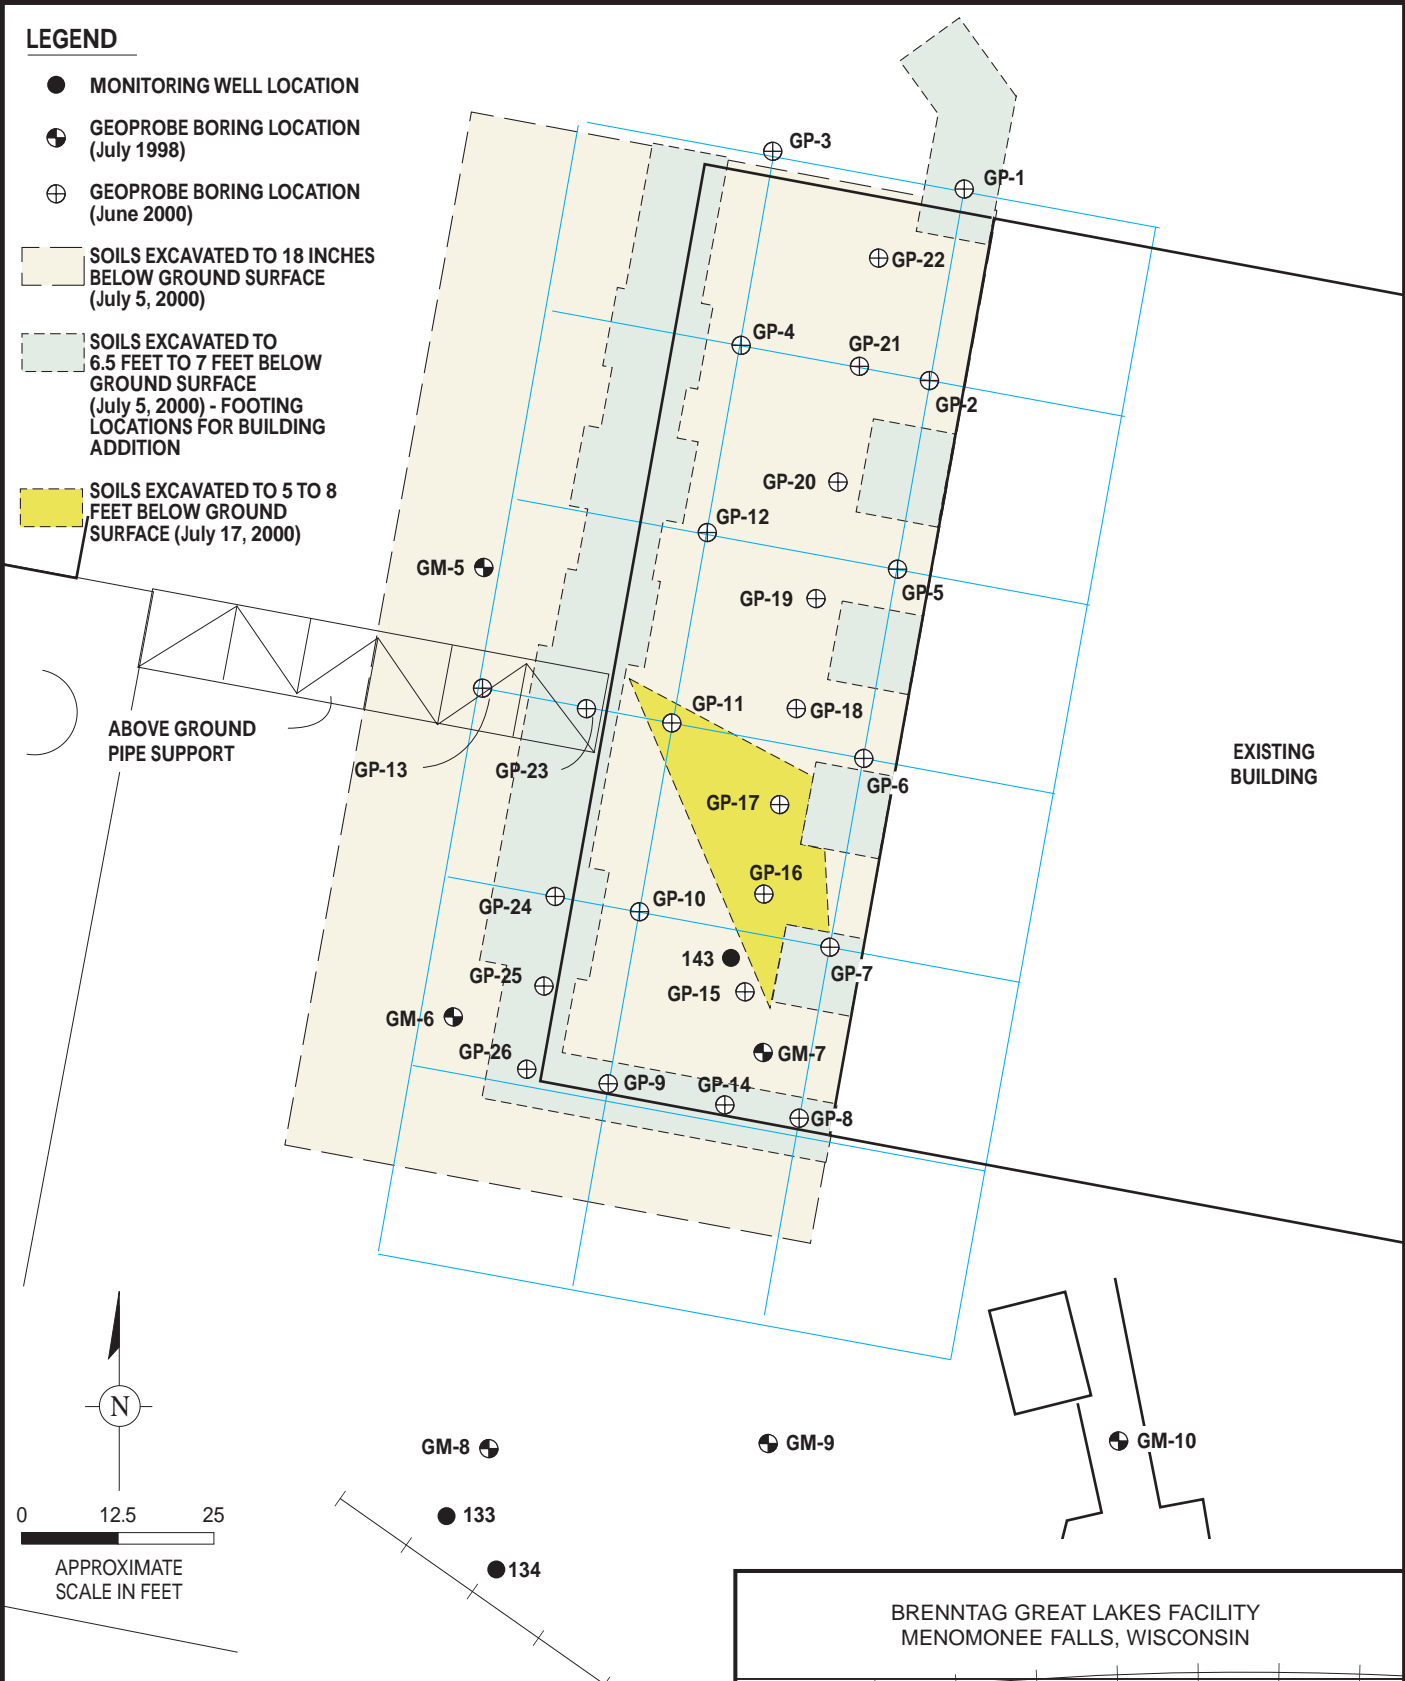 LEGEND
MONITORING WELL LOCATION
GEOPROBE BORING LOCATION
(July 1998)
GEOPROBE BORING LOCATION
(June 2000)
SOILS EXCAVATED TO 18 INCHES
BELOW GROUND SURFACE
(July 5, 2000)
SOILS EXCAVATED TO
6.5 FEET TO 7 FEET BELOW
GROUND SURFACE
(July 5, 2000) - FOOTING
LOCATIONS FOR BUILDING
ADDITION
SOILS EXCAVATED TO 5 TO 8
FEET BELOW GROUND
SURFACE (July 17, 2000)
GP-3
GP-1
GP-22
GP-4
GP-21
GP-2
GP-20
GP-12
GM-5
GP-5
GP-19
GP-11
GP-18
ABOVE GROUND
PIPE SUPPORT
GP-13
GP-23
EXISTING
BUILDING
GP-6
GP-17
GP-16
GP-24
GP-10
143
GP-7
GP-25
GP-15
GM-6
GP-26
GM-7
GP-9
GP-14
GP-8
N
GM-8
GM-9
GM-10
0 12.5 25
133
APPROXIMATE
SCALE IN FEET
134
BRENNTAG GREAT LAKES FACILITY
MENOMONEE FALLS, WISCONSIN